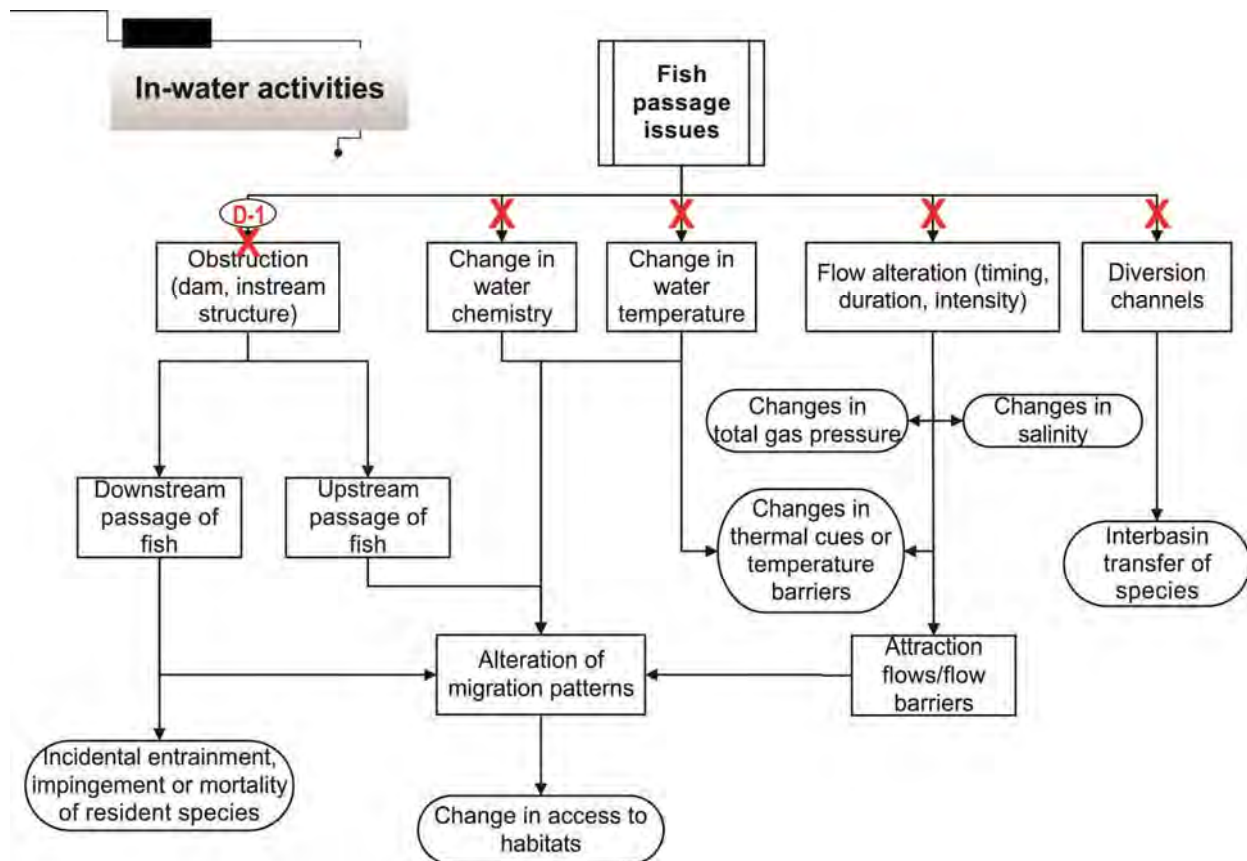 In-water activities
Fish
passage
issues
D-1
X
X
X
X
X
Obstruction
(dam, instream
structure)
Change in
water
chemistry
Change in
water
temperature
Flow alteration (timing,
duration, intensity)
Diversion
channels
Changes in
total gas pressure
Changes in
salinity
Downstream
passage of
fish
Upstream
passage of
fish
Changes in
thermal cues or
temperature
barriers
Interbasin
transfer of
species
Alteration of
migration patterns
Attraction
flows/flow
barriers
Incidental entrainment,
impingement or mortality
of resident species
Change in access to
habitats